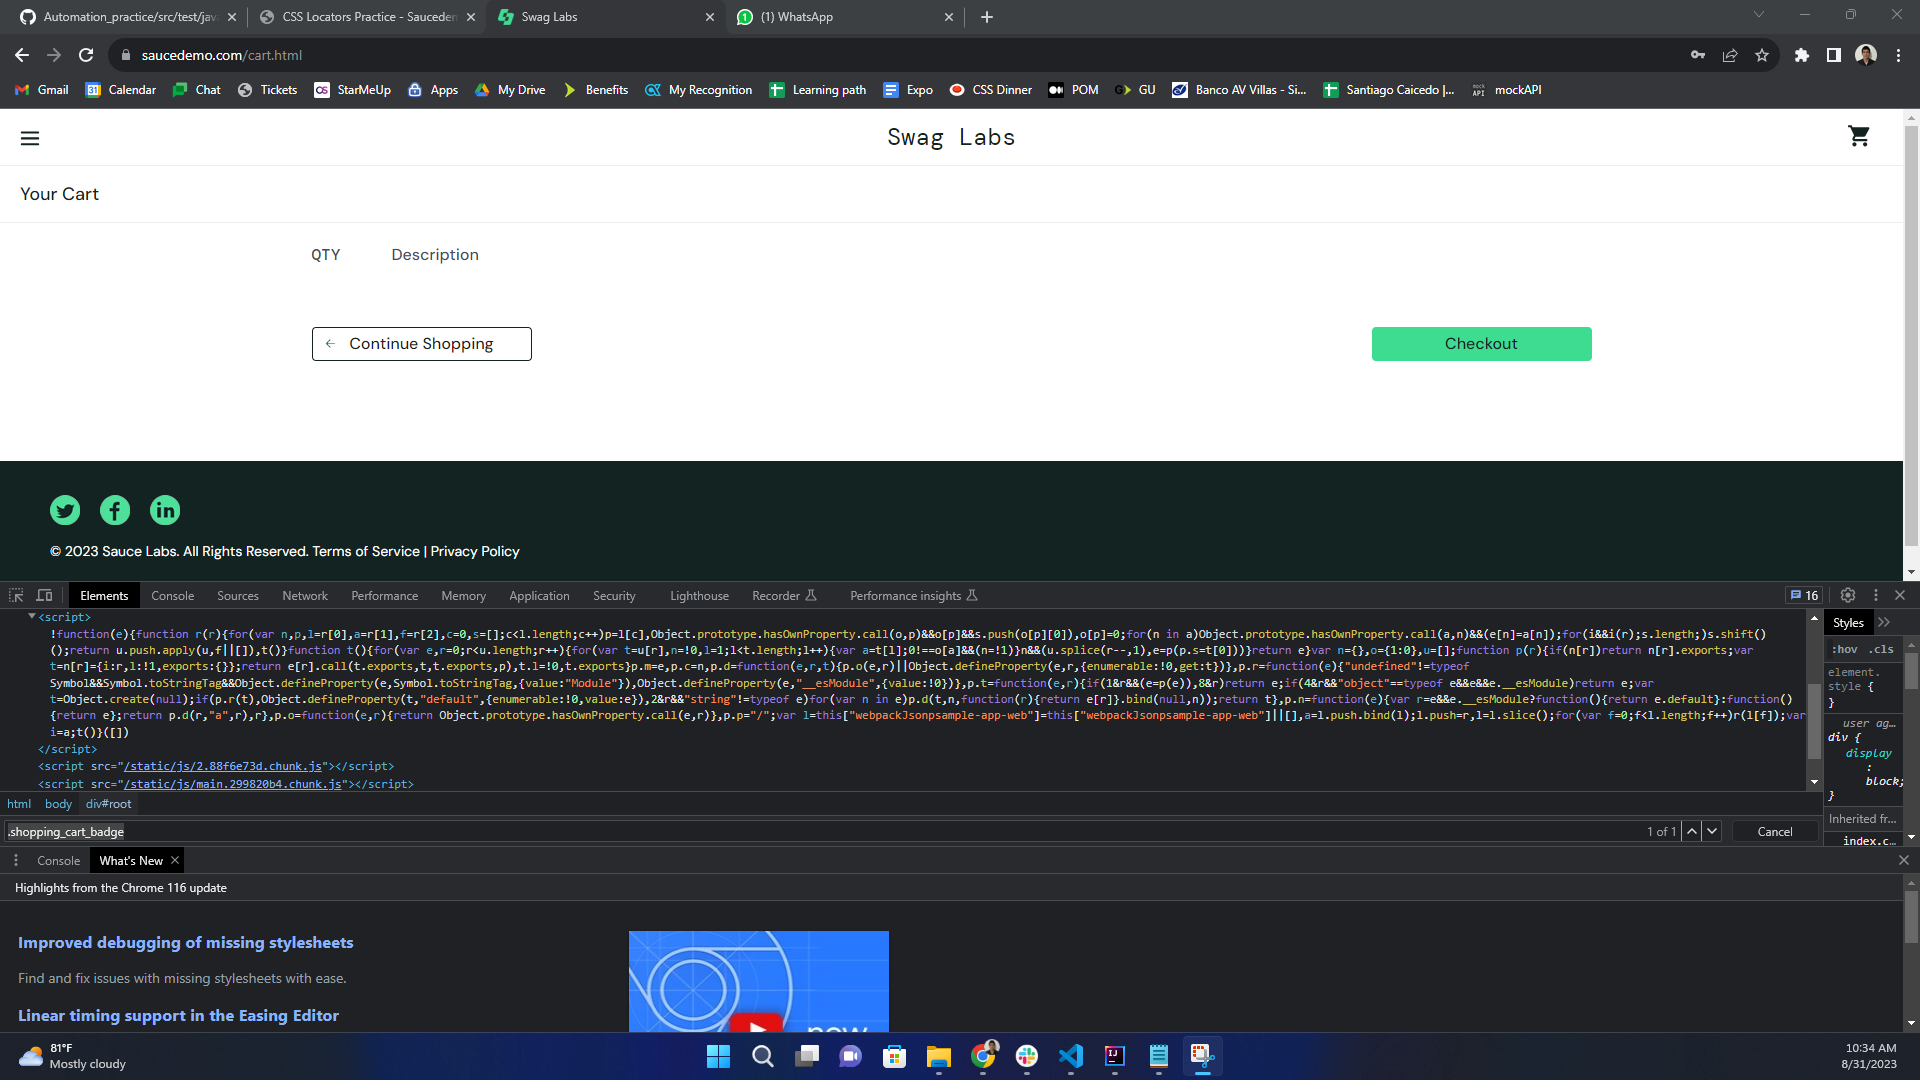 Automation_practice/src/test/jav
CSS Locators Practice - Saucedem
Swag Labs
(1) WhatsApp
saucedemo.com/cart.html
Gmail
31
Calendar
Chat
Tickets
StarMeUp
Apps
My Drive
Benefits
My Recognition
Learning path
Expo
CSS Dinner
POM
GU
Banco AV Villas - Si...
Santiago Caicedo |...
mockAPI
Swag Labs
Your Cart
QTY Description
Continue Shopping
Checkout
© 2023 Sauce Labs. All Rights Reserved. Terms of Service | Privacy Policy
Elements Console Sources Network Performance Memory Application Security Lighthouse Recorder Performance insights 16
<script>
!function(e){function r(r){for(var n,p,l=r[0],a=r[1],f=r[2],c=0,s=[];c<l.length;c++)p=l[c],Object.prototype.hasOwnProperty.call(o,p)&&o[p]&&s.push(o[p][0]),o[p]=0;for(n in a)Object.prototype.hasOwnProperty.call(a,n)&&(e[n]=a[n]);for(i&&i(r);s.length;)s.shift()
();return u.push.apply(u,f||[]),t()}function t(){for(var e,r=0;r<u.length;r++){for(var t=u[r],n=!0,l=1;l<t.length;l++){var a=t[l];0!==o[a]&&(n=!1)}n&&(u.splice(r--,1),e=p(p.s=t[0]))}return e}var n={},o={1:0},u=[];function p(r){if(n[r])return n[r].exports;var
t=n[r]={i:r,l:!1,exports:{}};return e[r].call(t.exports,t,t.exports,p),t.l=!0,t.exports}p.m=e,p.c=n,p.d=function(e,r,t){p.o(e,r)||Object.defineProperty(e,r,{enumerable:!0,get:t})},p.r=function(e){"undefined"!=typeof
Symbol&&Symbol.toStringTag&&Object.defineProperty(e,Symbol.toStringTag,{value:"Module"}),Object.defineProperty(e,"__esModule",{value:!0})},p.t=function(e,r){if(1&r&&(e=p(e)),8&r)return e;if(4&r&&"object"==typeof e&&e&&e.__esModule)return e;var
t=Object.create(null);if(p.r(t),Object.defineProperty(t,"default",{enumerable:!0,value:e}),2&r&&"string"!=typeof e)for(var n in e)p.d(t,n,function(r){return e[r]}.bind(null,n));return t},p.n=function(e){var r=e&&e.__esModule?function(){return e.default}:function()
{return e};return p.d(r,"a",r),r},p.o=function(e,r){return Object.prototype.hasOwnProperty.call(e,r)},p.p="/";var l=this["webpackJsonpsample-app-web"]=this["webpackJsonpsample-app-web"]||[],a=l.push.bind(l);l.push=r,l=l.slice();for(var f=0;f<l.length;f++)r(l[f]);var
i=a;t()}([])
</script>
<script src="/static/js/2.88f6e73d.chunk.js"></script>
<script src="/static/js/main.299820b4.chunk.js"></script>
Styles
:hov .cls
element.
style {
}
user ag...
div {
display
:
block;
}
Inherited fr...
index.c...
html body div#root
.shopping_cart_badge
1 of 1
Cancel
Console What's New
Highlights from the Chrome 116 update
Improved debugging of missing stylesheets
Find and fix issues with missing stylesheets with ease.
Linear timing support in the Easing Editor
new
81°F
Mostly cloudy
10:34 AM
8/31/2023